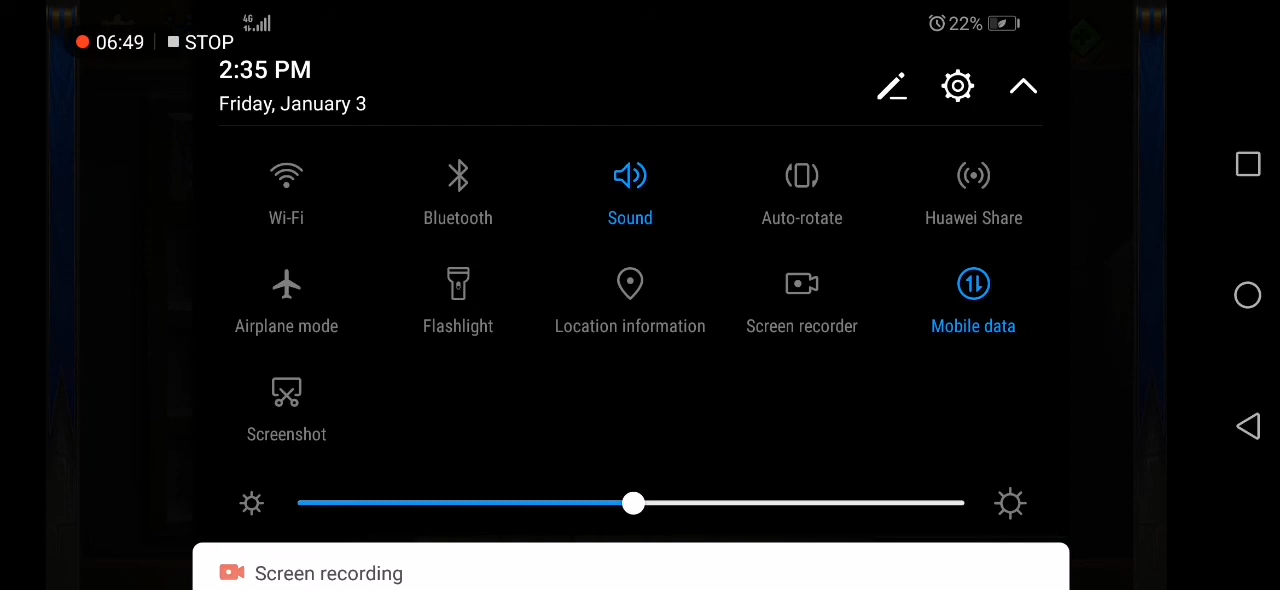 4G
22%
06:49 STOP
2:35 PM
Friday, January 3
Wi-Fi Bluetooth Sound Auto-rotate Huawei Share
Airplane mode Flashlight Location information Screen recorder Mobile data
Screenshot
Screen recording